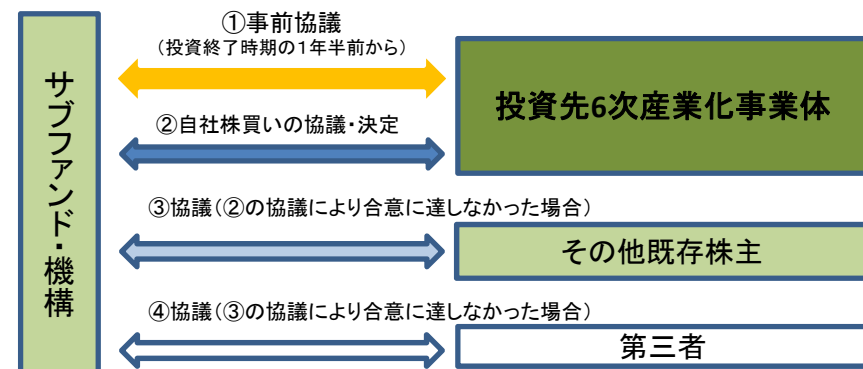 サブファンド・機構
①事前協議
（投資終了時期の1年半前から）
投資先6次産業化事業体
②自社株買いの協議・決定
③協議（②の協議により合意に達しなかった場合）
その他既存株主
④協議（③の協議により合意に達しなかった場合）
第三者